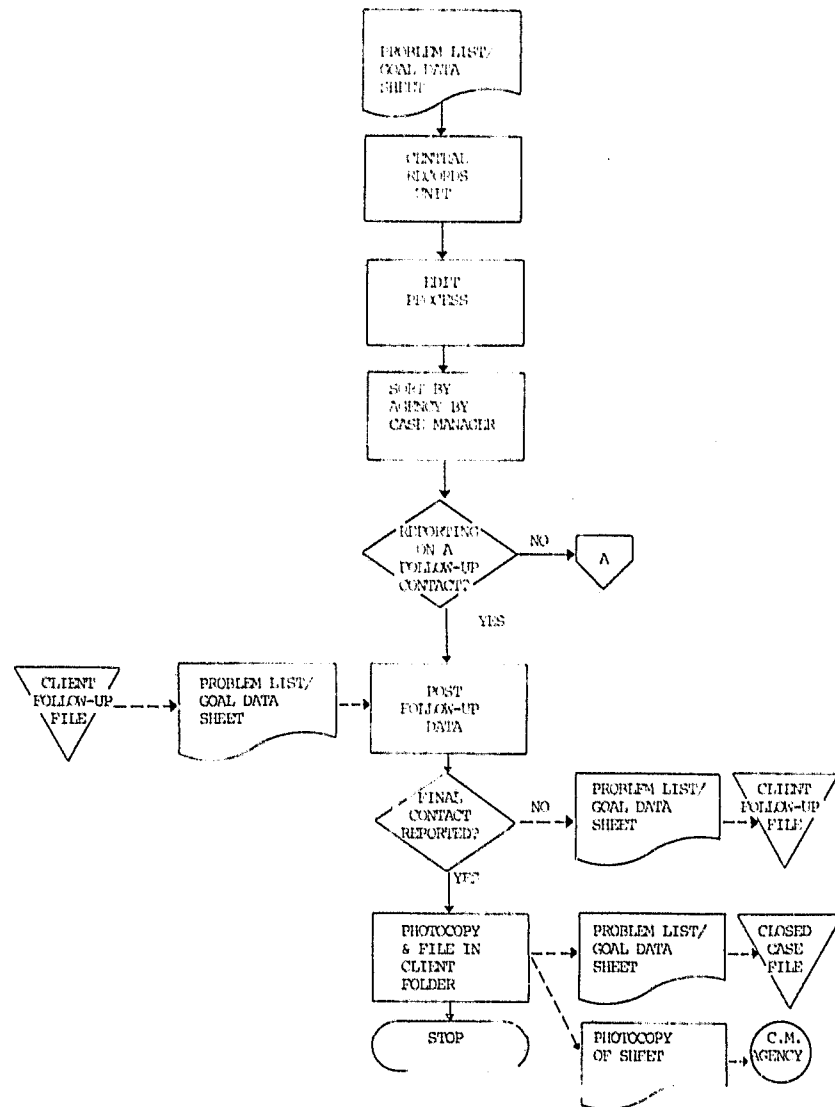 PROBLEM LIST/
GOAL DATA
SHEET
CENTRAL
RECORDS
UNIT
EDIT
PROCESS
SORT BY
AGENCY BY
CASE MANAGER
REPORTING
ON A
FOLLOW-UP
CONTACT?
NO
A
YES
CLIENT
FOLLOW-UP
FILE
PROBLEM LIST/
GOAL DATA
SHEET
POST
FOLLOW-UP
DATA
FINAL
CONTACT
REPORTED?
NO
PROBLEM LIST/
GOAL DATA
SHEET
CLIENT
FOLLOW-UP
FILE
YES
PHOTOCOPY
& FILE IN
CLIENT
FOLDER
PROBLEM LIST/
GOAL DATA
SHEET
CLOSED
CASE
FILE
STOP
PHOTOCOPY
OF SHEET
C.M.
AGENCY